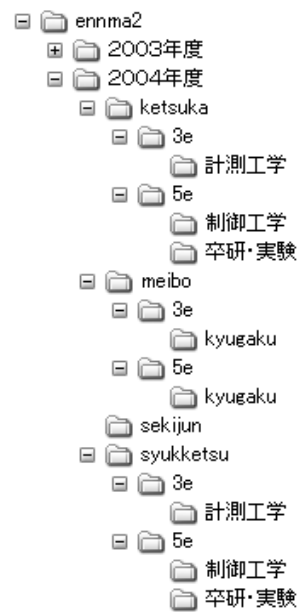 ennma2
2003年度
2004年度
ketsuka
3e
計測工学
5e
制御工学
卒研・実験
meibo
3e
kyugaku
5e
kyugaku
sekijun
syukketsu
3e
計測工学
5e
制御工学
卒研・実験